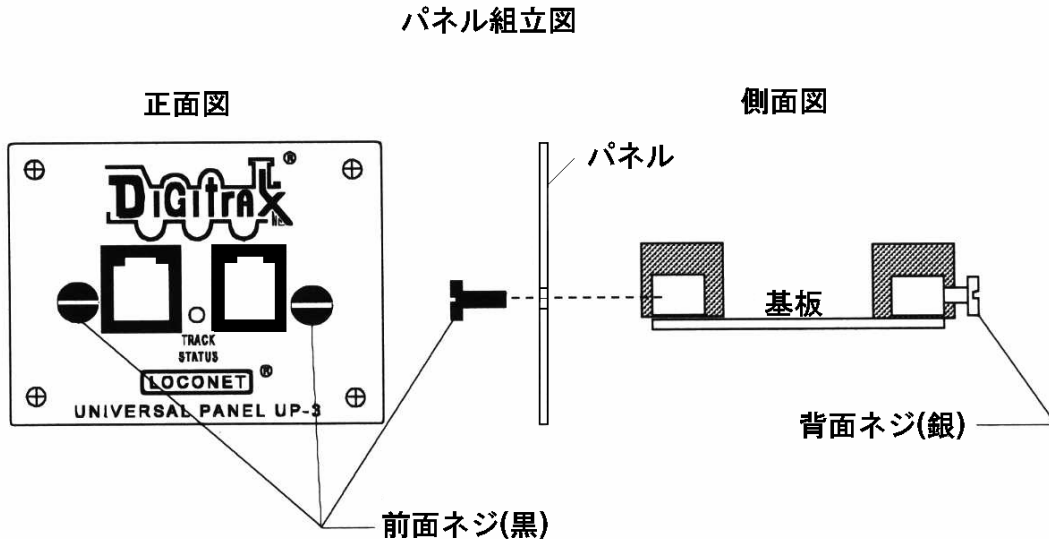 パネル組立図
正面図
側面図
パネル
DIGITRAX ®
TRACK
STATUS
LOCONET ®
UNIVERSAL PANEL UP-3
基板
背面ネジ(銀)
前面ネジ(黒)